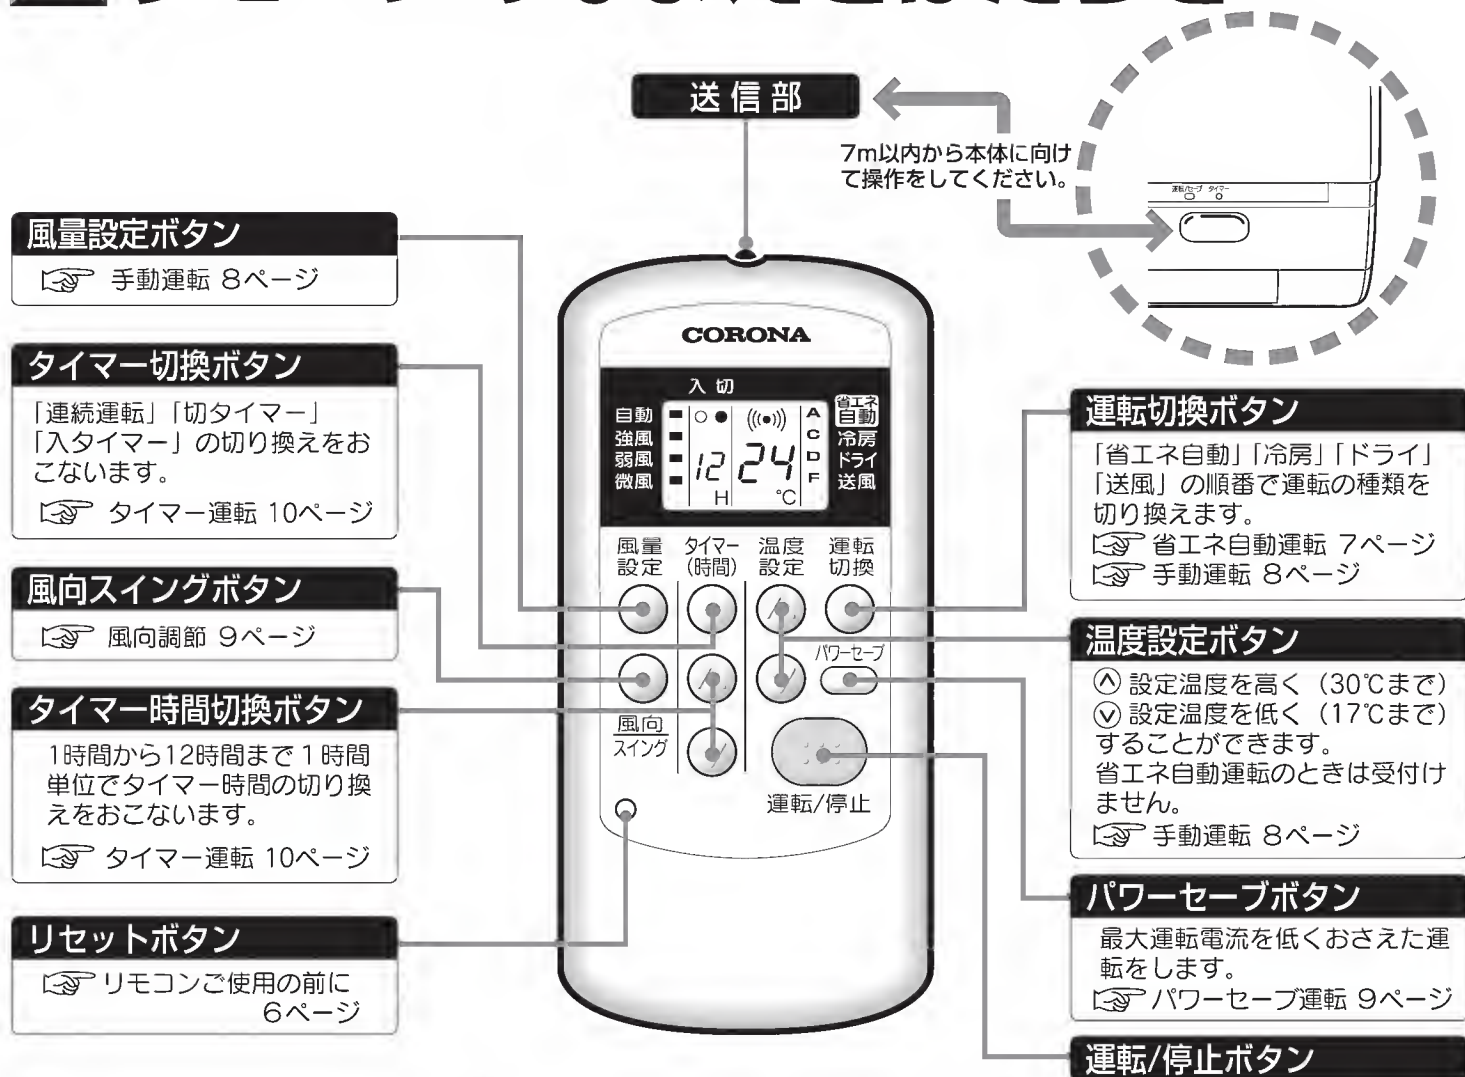 送信部
7m以内から本体に向け
て操作をしてください。
運転/セーブ タイマー
風量設定ボタン
手動運転 8ページ
タイマー切換ボタン
「連続運転」「切タイマー」
「入タイマー」の切り換えをお
こないます。
タイマー運転 10ページ
風向スイングボタン
風向調節 9ページ
タイマー時間切換ボタン
1時間から12時間まで1時間
単位でタイマー時間の切り換
えをおこないます。
タイマー運転 10ページ
リセットボタン
リモコンご使用の前に
6ページ
CORONA
入 切
自動
強風
弱風
微風
12
H
24
℃
A
C
D
F
省エネ
自動
冷房
ドライ
送風
風量
設定
タイマー
(時間)
温度
設定
運転
切換
パワーセーブ
風向
スイング
運転/停止
運転切換ボタン
「省エネ自動」「冷房」「ドライ」
「送風」の順番で運転の種類を
切り換えます。
省エネ自動運転 7ページ
手動運転 8ページ
温度設定ボタン
設定温度を高く(30℃まで)
設定温度を低く(17℃まで)
することができます。
省エネ自動運転のときは受付け
ません。
手動運転 8ページ
パワーセーブボタン
最大運転電流を低くおさえた運
転をします。
パワーセーブ運転 9ページ
運転/停止ボタン